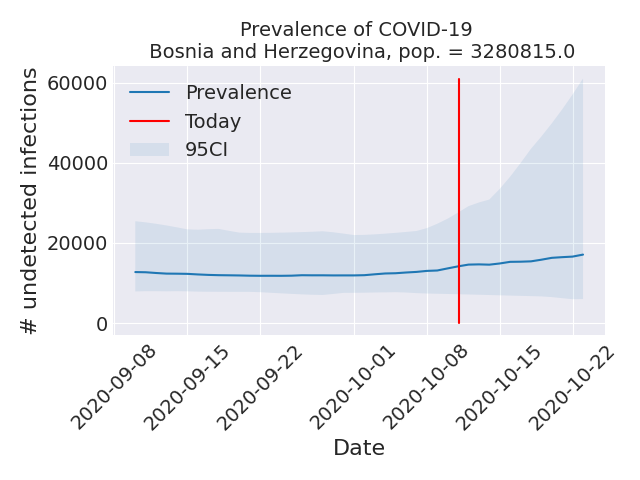 Prevalence of COVID-19
Bosnia and Herzegovina, pop. = 3280815.0
# undetected infections
60000
40000
20000
0
Prevalence
Today
95CI
2020-09-08
2020-09-15
2020-09-22
2020-10-01
2020-10-08
2020-10-15
2020-10-22
Date